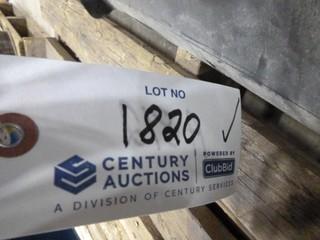 LOT NO
1820 ✓
CENTURY
AUCTIONS
POWERED BY
ClubBid
A DIVISION OF CENTURY SERVICES